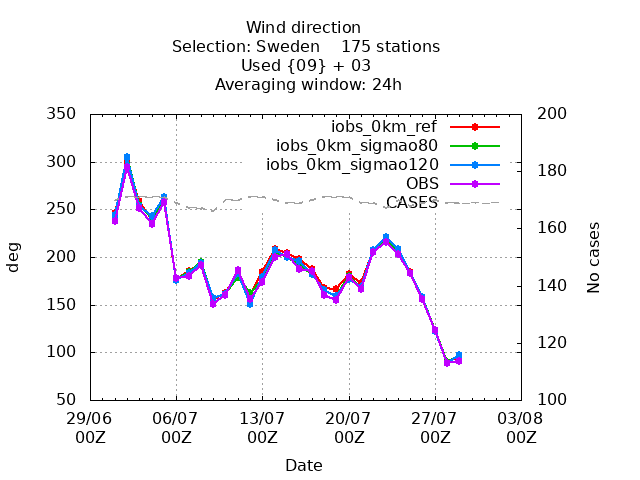 Wind direction
Selection: Sweden    175 stations
Used {09} + 03
Averaging window: 24h
350 300 250 200 150 100 50
200 180 160 140 120 100
iobs_0km_ref
iobs_0km_sigmao80
iobs_0km_sigmao120
OBS
CASES
deg
No cases
29/06 06/07 13/07 20/07 27/07 03/08
00Z 00Z 00Z 00Z 00Z 00Z
Date